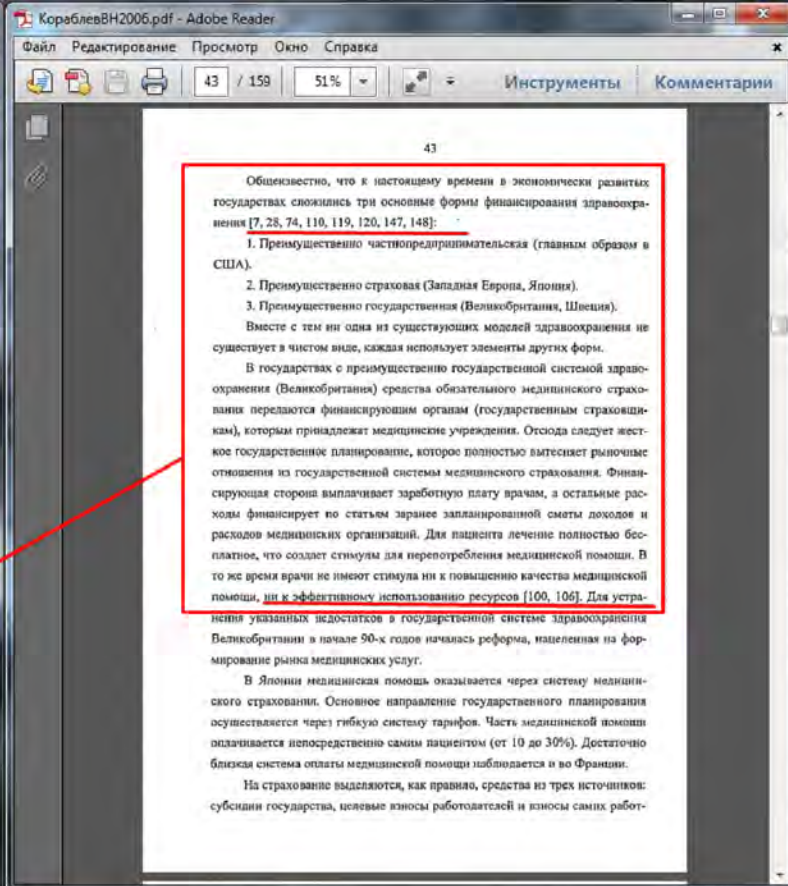 КораблевВН2006.pdf - Adobe Reader
Файл Редактирование Просмотр Окно Справка
43 / 159 51% Инструменты Комментарии
43
Общеизвестно, что к настоящему времени в экономически развитых
государствах сложились три основные формы финансирования здравоохра-
нения [7, 28, 74, 110, 119, 120, 147, 148]:
1. Преимущественно частнопредпринимательская (главным образом в
США).
2. Преимущественно страховая (Западная Европа, Япония).
3. Преимущественно государственная (Великобритания, Швеция).
Вместе с тем ни одна из существующих моделей здравоохранения не
существует в чистом виде, каждая использует элементы других форм.
В государствах с преимущественно государственной системой здраво-
охранения (Великобритания) средства обязательного медицинского страхо-
вания передаются финансирующим органам (государственным страховщи-
кам), которым принадлежат медицинские учреждения. Отсюда следует жест-
кое государственное планирование, которое полностью вытесняет рыночные
отношения из государственной системы медицинского страхования. Финан-
сирующая сторона выплачивает заработную плату врачам, а остальные рас-
ходы финансирует по статьям заранее запланированной сметы доходов и
расходов медицинских организаций. Для пациента лечение полностью бес-
платное, что создает стимулы для перепотребления медицинской помощи. В
то же время врачи не имеют стимула ни к повышению качества медицинской
помощи, ни к эффективному использованию ресурсов [100, 106]. Для устра-
нения указанных недостатков в государственной системе здравоохранения
Великобритании в начале 90-х годов началась реформа, нацеленная на фор-
мирование рынка медицинских услуг.
В Японии медицинская помощь оказывается через систему медицин-
ского страхования. Основное направление государственного планирования
осуществляется через гибкую систему тарифов. Часть медицинской помощи
оплачивается непосредственно самим пациентом (от 10 до 30%). Достаточно
близкая система оплаты медицинской помощи наблюдается и во Франции.
На страхование выделяются, как правило, средства из трех источников:
субсидии государства, целевые взносы работодателей и взносы самих работ-